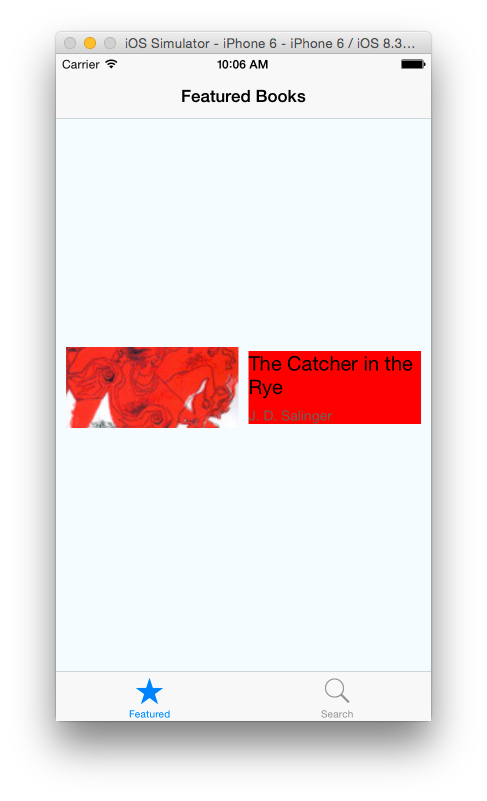 iOS Simulator - iPhone 6 - iPhone 6 / iOS 8.3…
Carrier 10:06 AM
Featured Books
The Catcher in the
Rye
J. D. Salinger
Featured Search